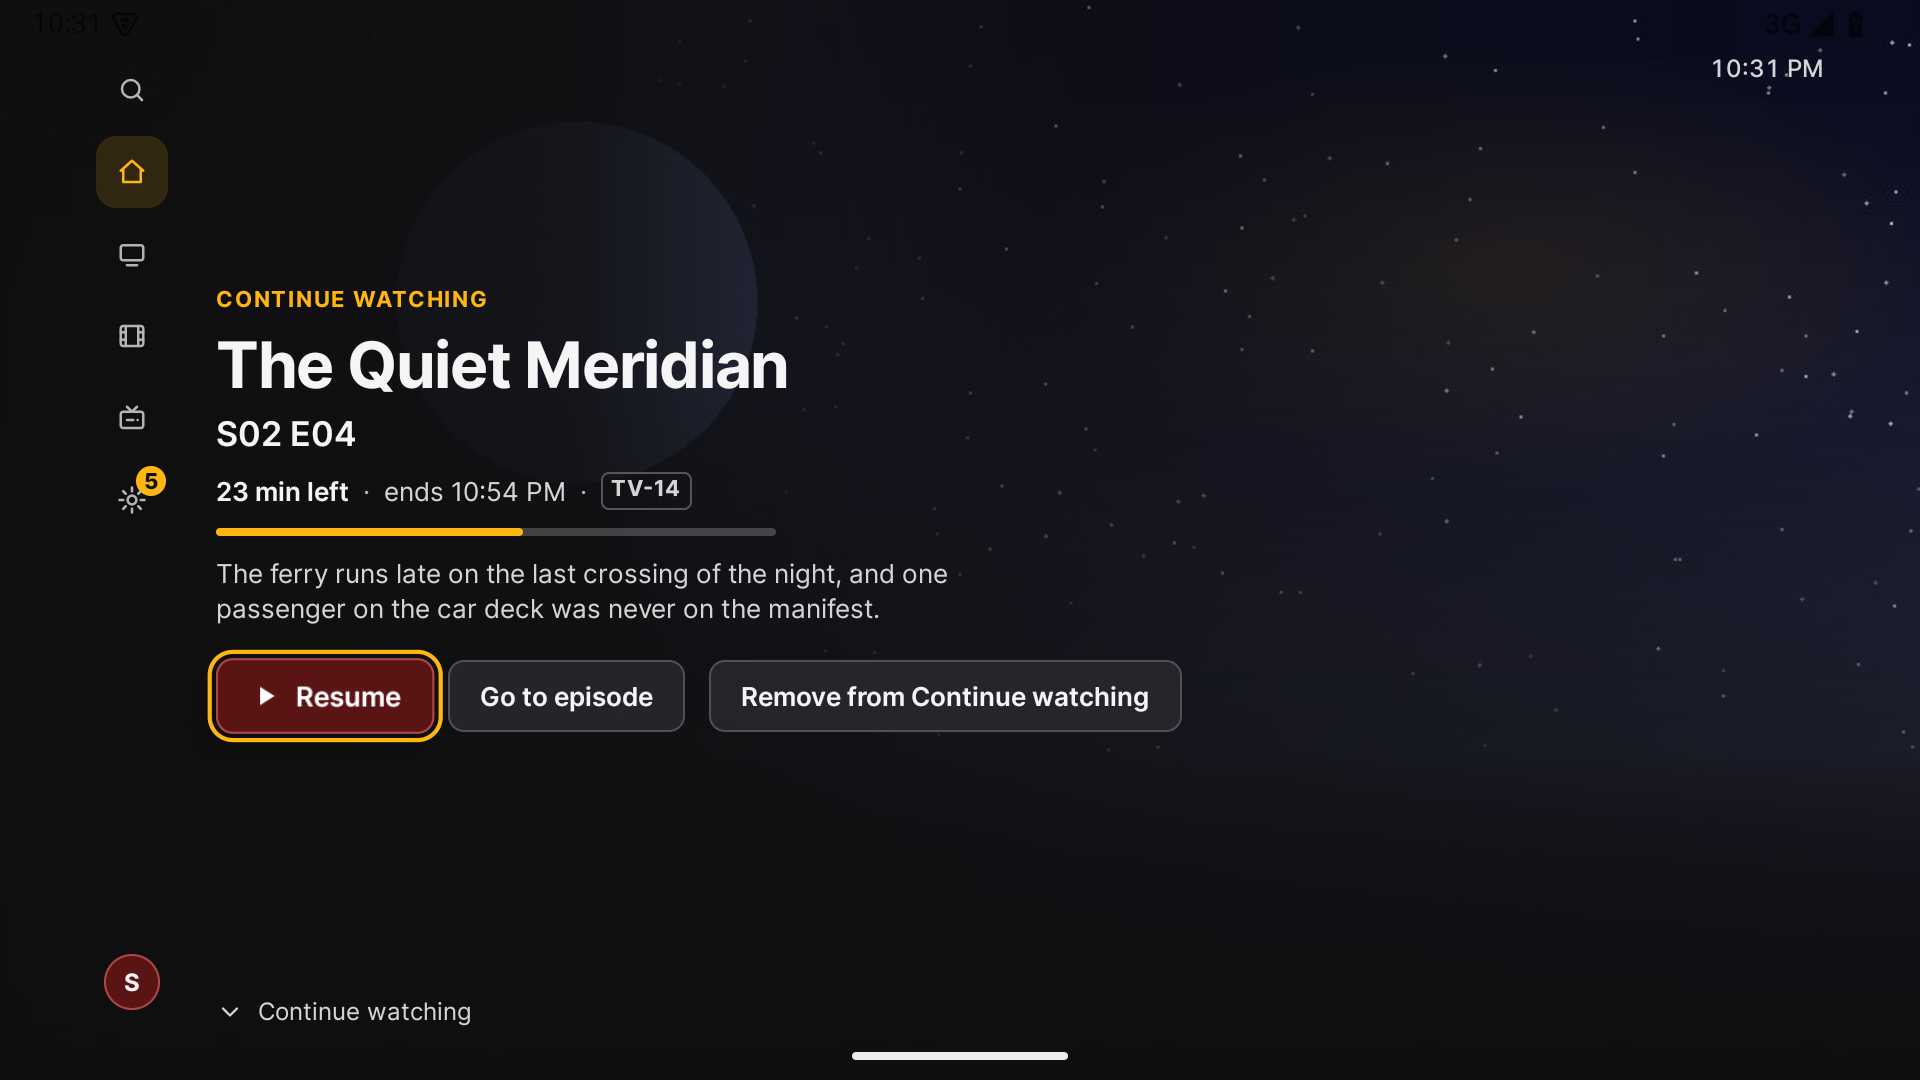 10:31
3G
10:31 PM
5
CONTINUE WATCHING
The Quiet Meridian
S02 E04
23 min left · ends 10:54 PM · TV-14
The ferry runs late on the last crossing of the night, and one
passenger on the car deck was never on the manifest.
Resume
Go to episode
Remove from Continue watching
S
Continue watching